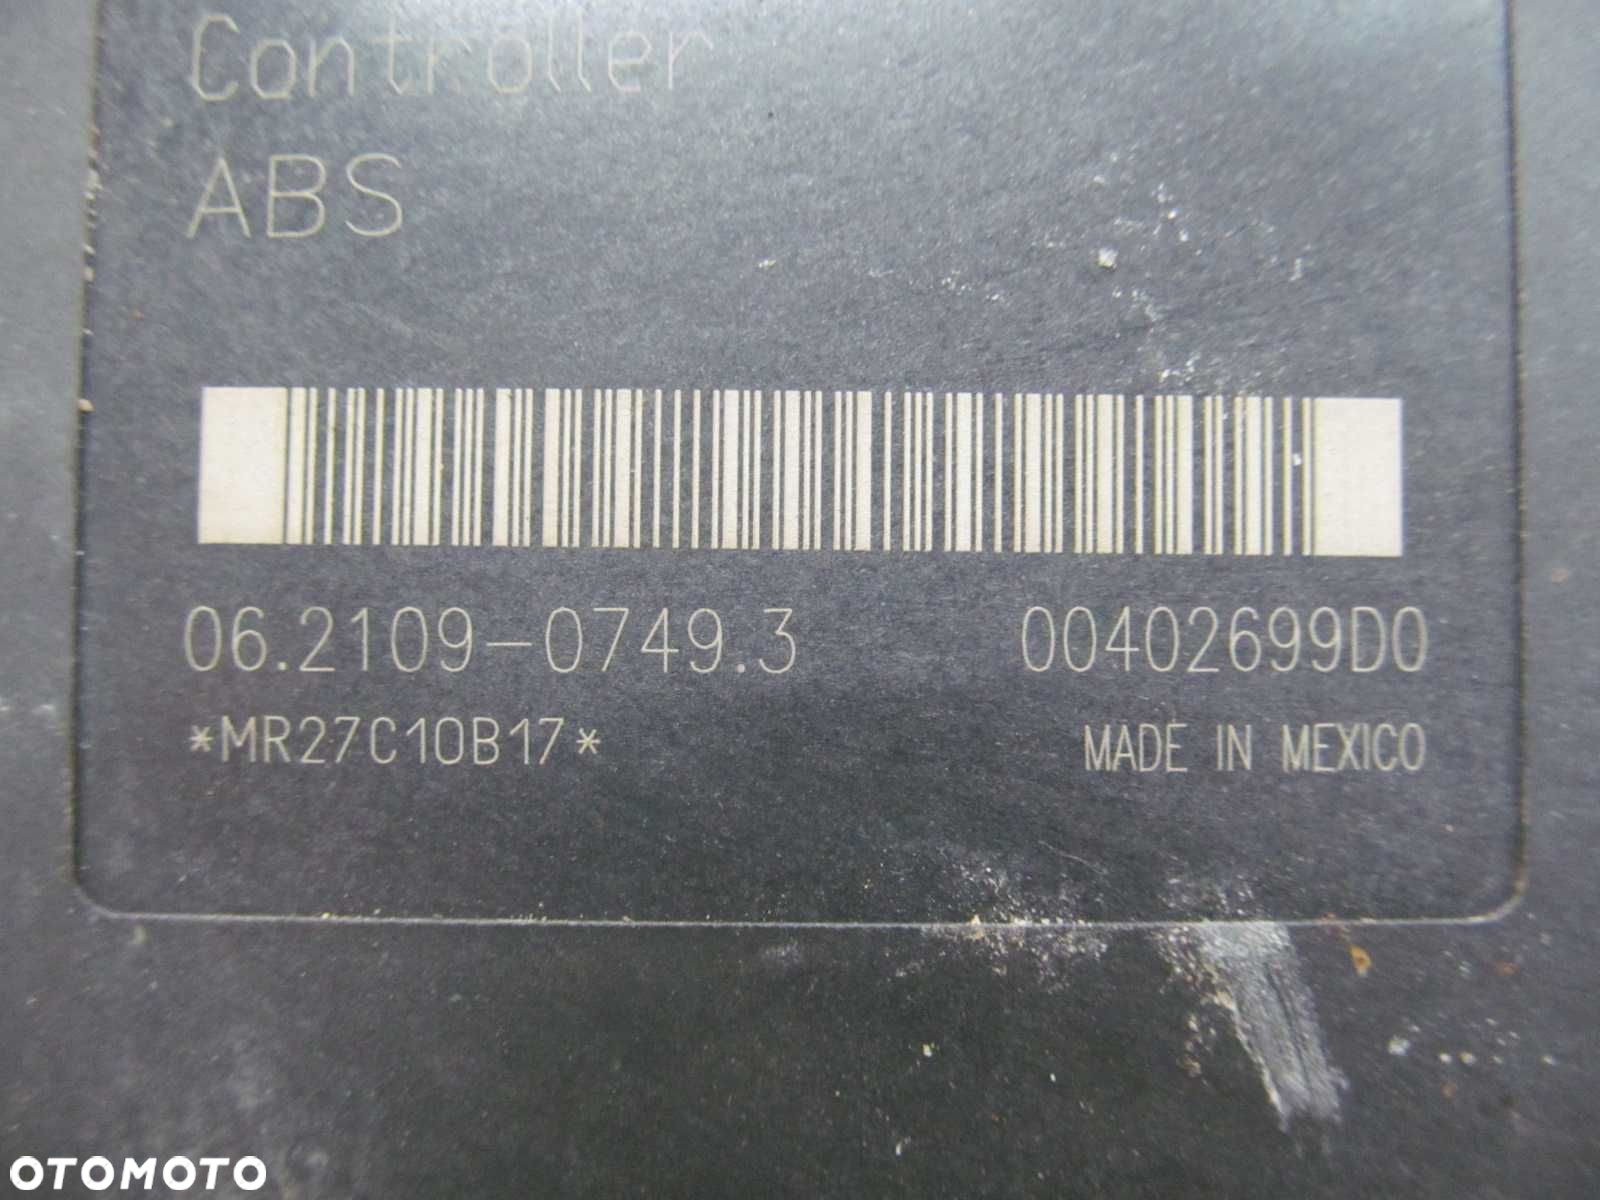 Controller
ABS
06.2109-0749.3 00402699D0
*MR27C10B17* MADE IN MEXICO
OTOMOTO